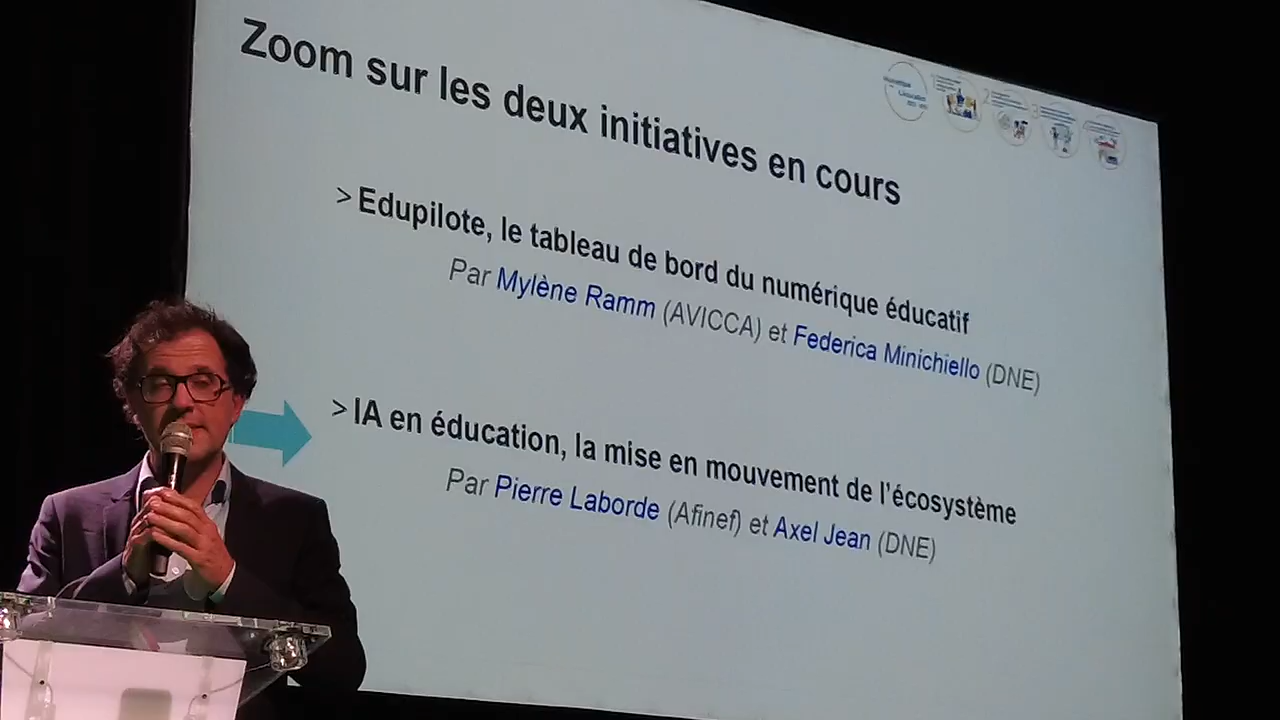 Zoom sur les deux initiatives en cours
> Edupilote, le tableau de bord du numérique éducatif
Par Mylène Ramm (AVICCA) et Federica Minichiello (DNE)
> IA en éducation, la mise en mouvement de l'écosystème
Par Pierre Laborde (Afinef) et Axel Jean (DNE)